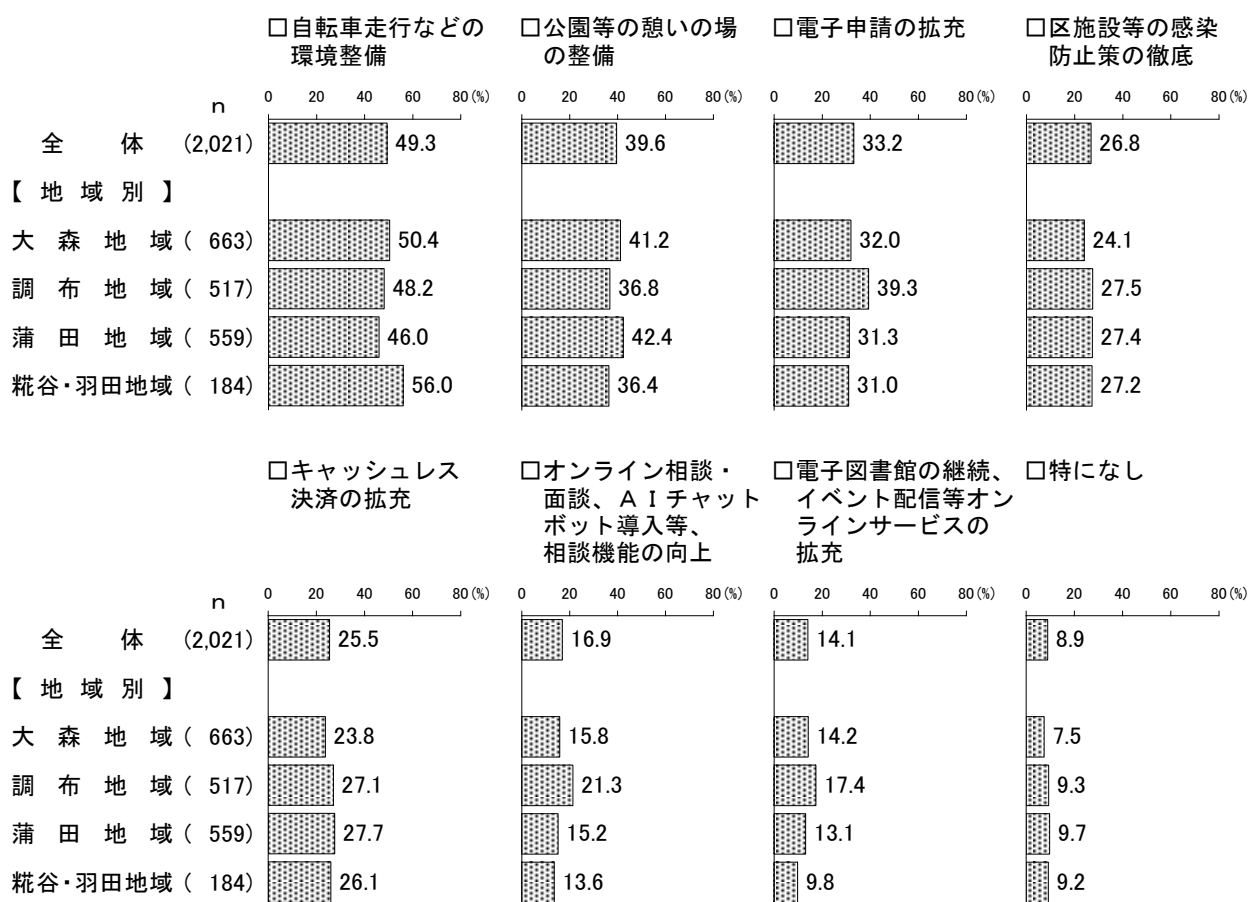 □自転車走行などの
環境整備
□公園等の憩いの場
の整備
□電子申請の拡充
□区施設等の感染
防止策の徹底
n
0 20 40 60 80(%)
0 20 40 60 80(%)
0 20 40 60 80(%)
0 20 40 60 80(%)
全体 (2,021) 49.3 39.6 33.2 26.8
【地域別】
大森地域( 663) 50.4 41.2 32.0 24.1
調布地域( 517) 48.2 36.8 39.3 27.5
蒲田地域( 559) 46.0 42.4 31.3 27.4
糀谷・羽田地域( 184) 56.0 36.4 31.0 27.2
□キャッシュレス
決済の拡充
□オンライン相談・
面談、AIチャット
ボット導入等、
相談機能の向上
□電子図書館の継続、
イベント配信等オン
ラインサービスの
拡充
□特になし
n
0 20 40 60 80(%)
0 20 40 60 80(%)
0 20 40 60 80(%)
0 20 40 60 80(%)
全体 (2,021) 25.5 16.9 14.1 8.9
【地域別】
大森地域( 663) 23.8 15.8 14.2 7.5
調布地域( 517) 27.1 21.3 17.4 9.3
蒲田地域( 559) 27.7 15.2 13.1 9.7
糀谷・羽田地域( 184) 26.1 13.6 9.8 9.2